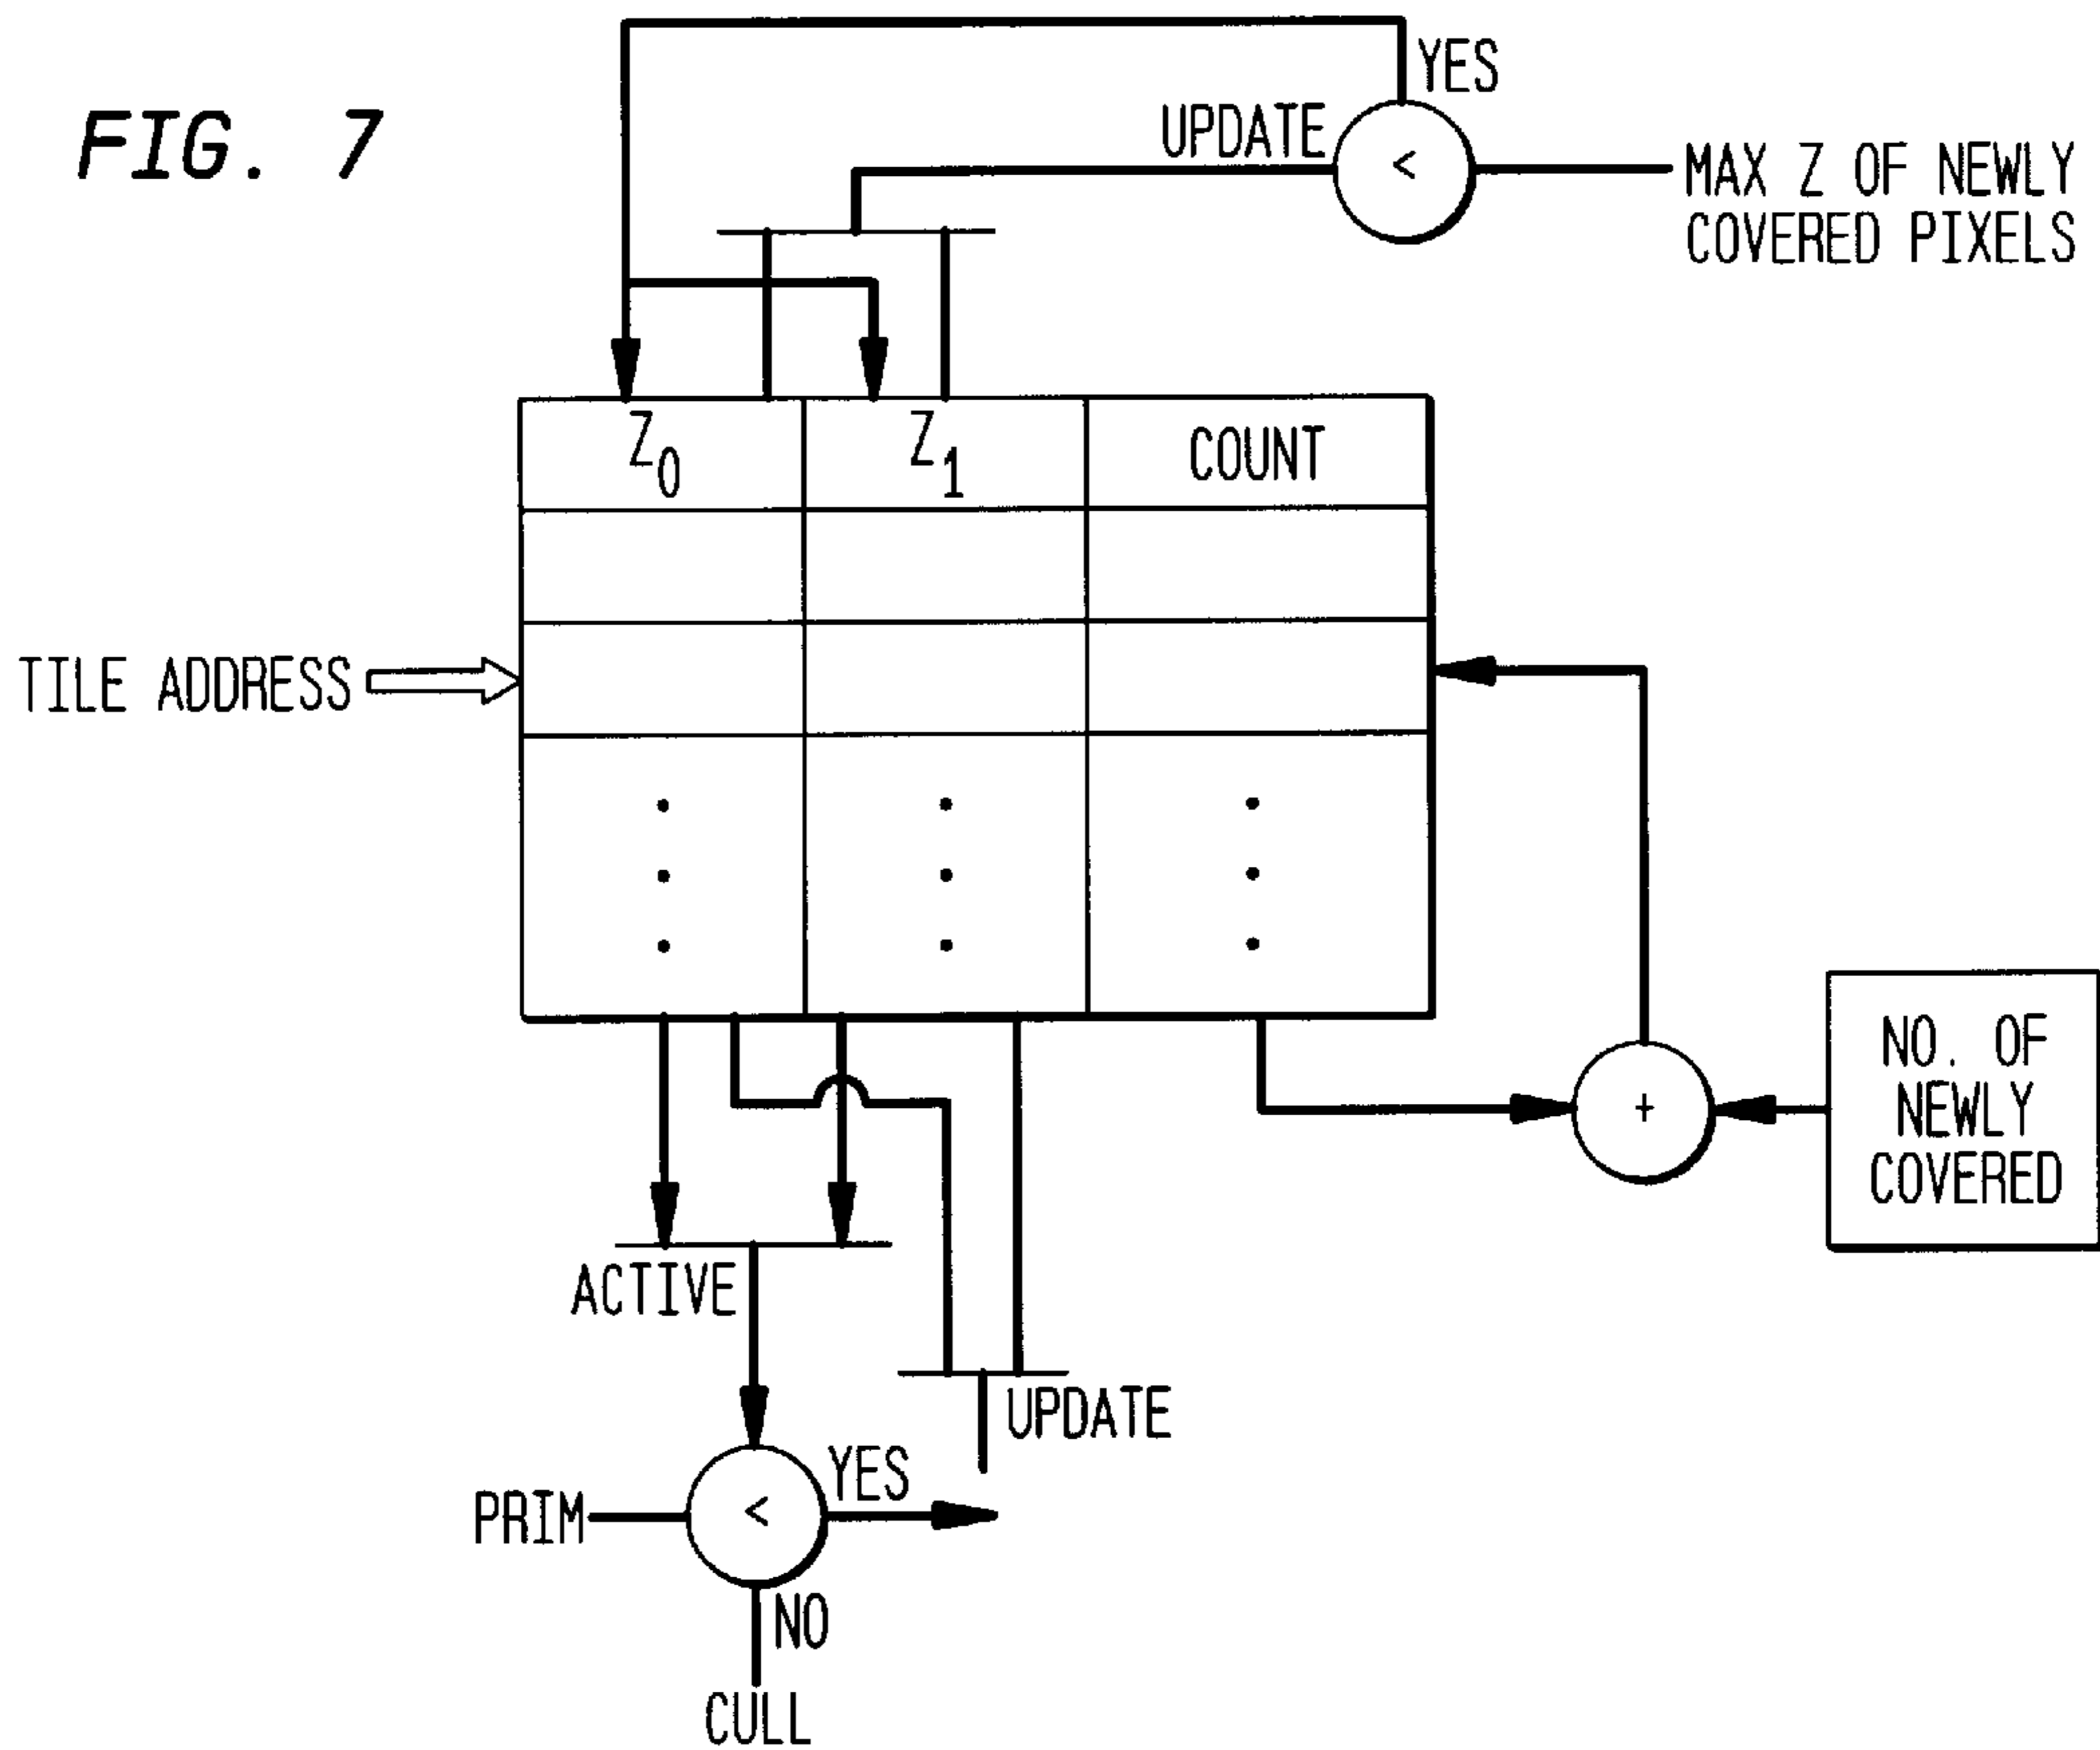 FIG. 7
YES
UPDATE
<
MAX Z OF NEWLY
COVERED PIXELS
Z0
Z1
COUNT
TILE ADDRESS
NO. OF
NEWLY
COVERED
+
ACTIVE
UPDATE
YES
PRIM
<
NO
CULL